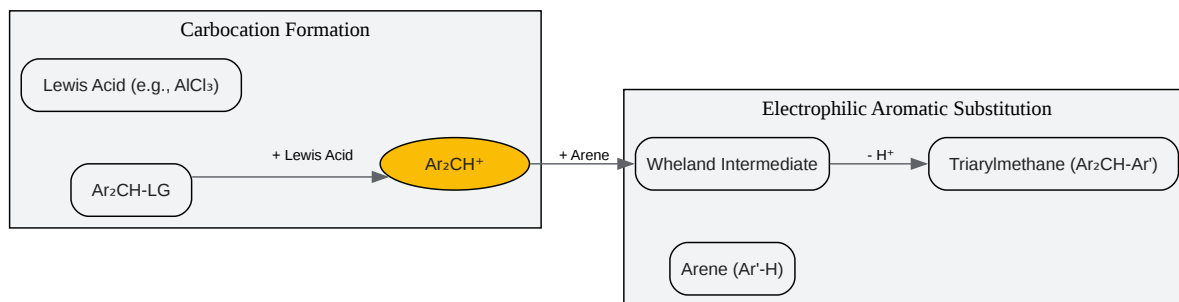 Carbocation Formation
Lewis Acid (e.g., AlCl₃)
Ar₂CH-LG
+ Lewis Acid
Ar₂CH⁺
+ Arene
Electrophilic Aromatic Substitution
Wheland Intermediate
- H⁺
Triarylmethane (Ar₂CH-Ar')
Arene (Ar'-H)